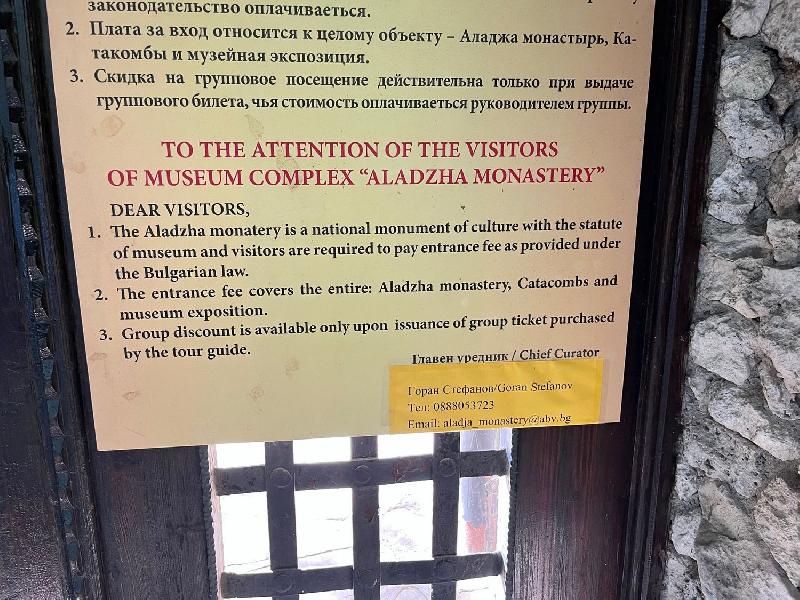 законодательство оплачиваеться.
2. Плата за вход относится к целому объекту – Аладжа монастырь, Ка-
такомбы и музейная экспозиция.
3. Скидка на групповое посещение действительна только при выдаче
группового билета, чья стоимость оплачиваеться руководителем группы.
TO THE ATTENTION OF THE VISITORS
OF MUSEUM COMPLEX “ALADZHA MONASTERY”
DEAR VISITORS,
1. The Aladzha monatery is a national monument of culture with the statute
of museum and visitors are required to pay entrance fee as provided under
the Bulgarian law.
2. The entrance fee covers the entire: Aladzha monastery, Catacombs and
museum exposition.
3. Group discount is available only upon issuance of group ticket purchased
by the tour guide.
Главен уредник / Chief Curator
Горан Стефанов/Goran Stefanov
Тел: 0888053723
Email: aladja_monastery@abv.bg